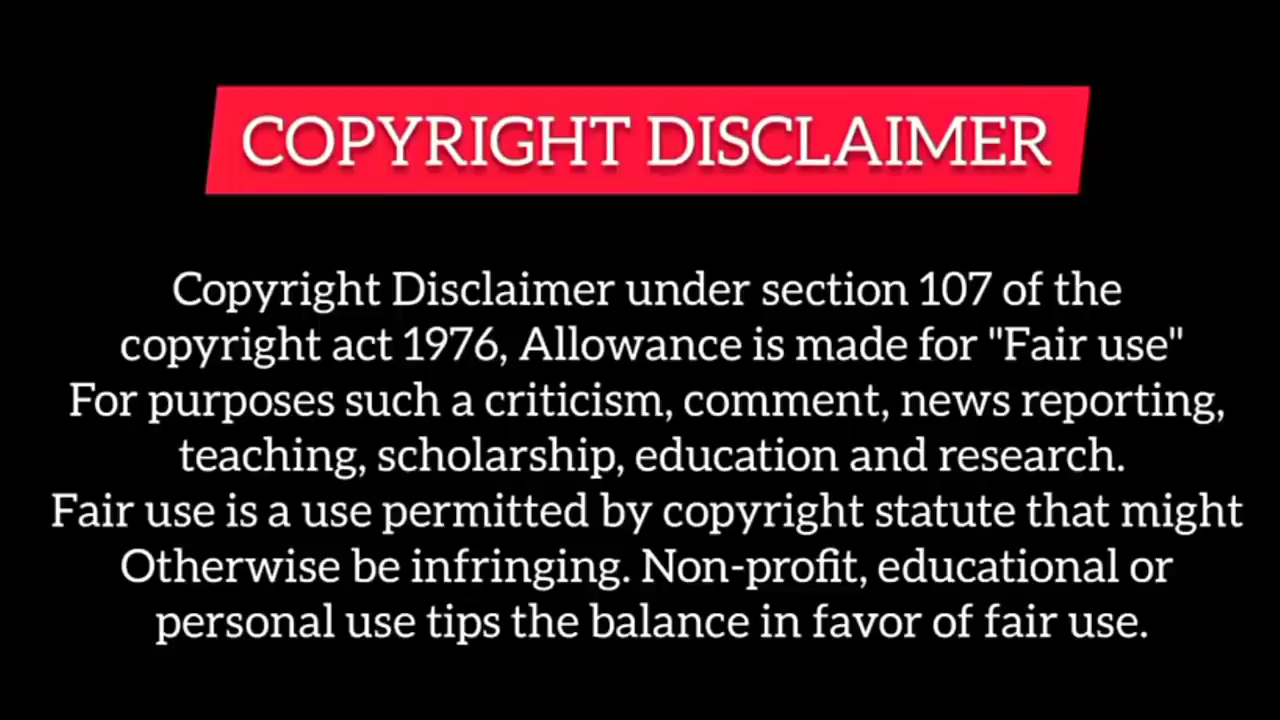 COPYRIGHT DISCLAIMER
Copyright Disclaimer under section 107 of the
copyright act 1976, Allowance is made for "Fair use"
For purposes such a criticism, comment, news reporting,
teaching, scholarship, education and research.
Fair use is a use permitted by copyright statute that might
Otherwise be infringing. Non-profit, educational or
personal use tips the balance in favor of fair use.